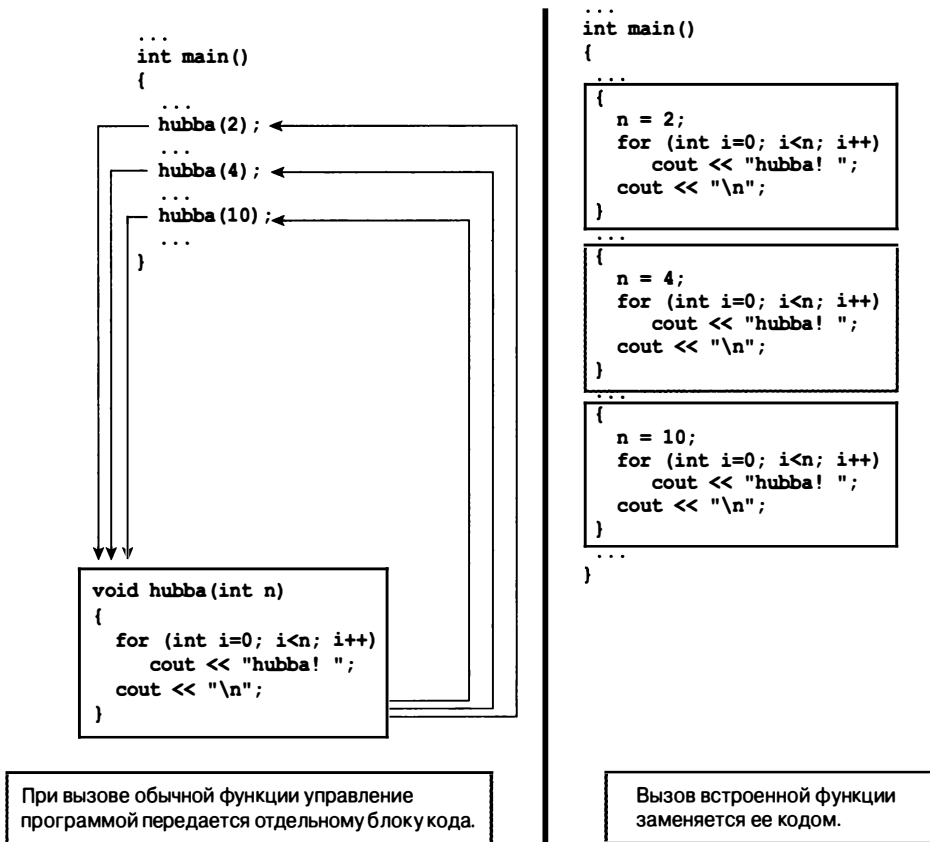 ...
int main()
{
...
hubba(2);
...
hubba(4);
...
hubba(10);
...
}
void hubba(int n)
{
for (int i=0; i<n; i++)
cout << "hubba! ";
cout << "\n";
}
При вызове обычной функции управление
программой передается отдельному блоку кода.
...
int main()
{
...
{
n = 2;
for (int i=0; i<n; i++)
cout << "hubba! ";
cout << "\n";
}
...
{
n = 4;
for (int i=0; i<n; i++)
cout << "hubba! ";
cout << "\n";
}
...
{
n = 10;
for (int i=0; i<n; i++)
cout << "hubba! ";
cout << "\n";
}
...
}
Вызов встроенной функции
заменяется ее кодом.